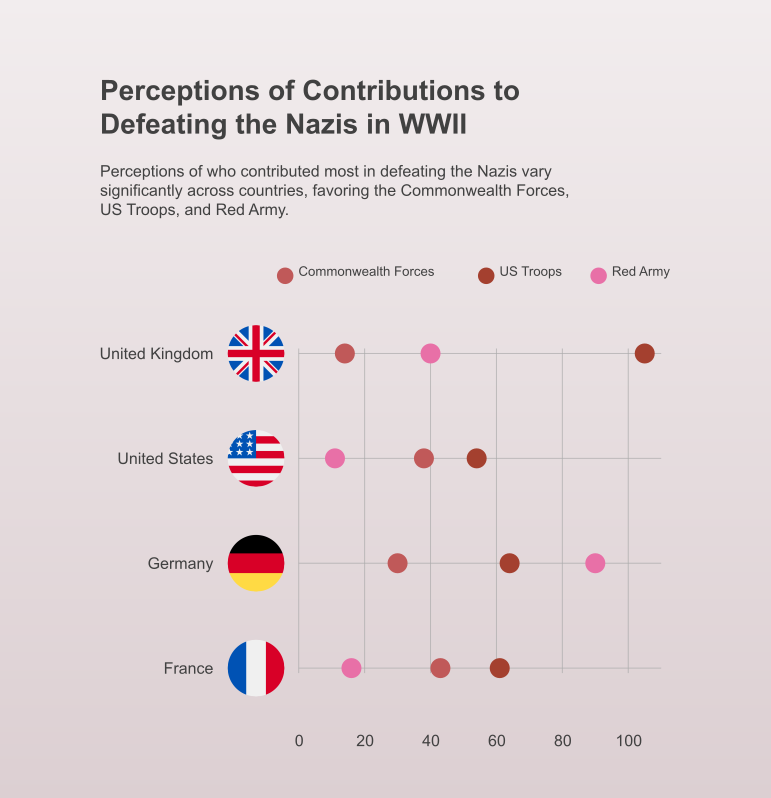 Perceptions of Contributions to
Defeating the Nazis in WWII
Perceptions of who contributed most in defeating the Nazis vary
significantly across countries, favoring the Commonwealth Forces,
US Troops, and Red Army.
Commonwealth Forces US Troops Red Army
United Kingdom
United States
Germany
France
0 20 40 60 80 100